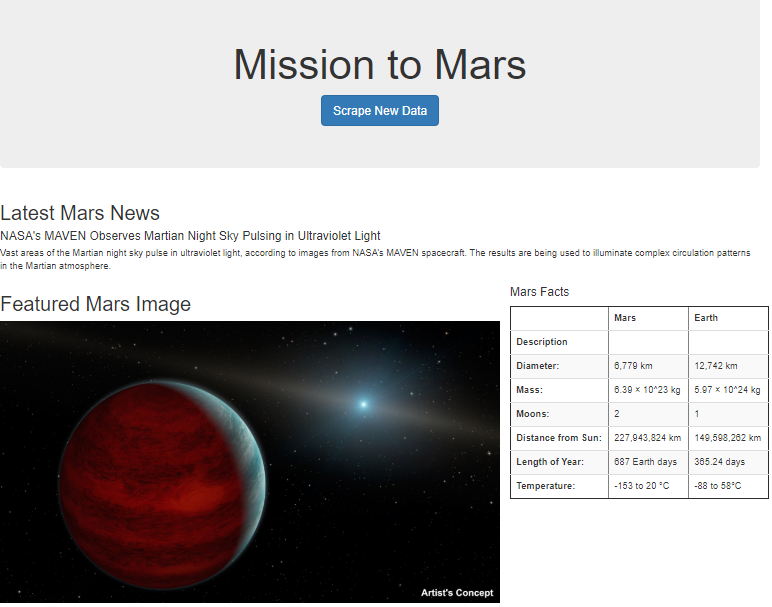 Mission to Mars
Scrape New Data
Latest Mars News
NASA's MAVEN Observes Martian Night Sky Pulsing in Ultraviolet Light
Vast areas of the Martian night sky pulse in ultraviolet light, according to images from NASA's MAVEN spacecraft. The results are being used to illuminate complex circulation patterns
in the Martian atmosphere.
Featured Mars Image
Artist's Concept
Mars Facts
Mars Earth
Description
Diameter: 6,779 km 12,742 km
Mass: 6.39 × 10^23 kg 5.97 × 10^24 kg
Moons: 2 1
Distance from Sun: 227,943,824 km 149,598,262 km
Length of Year: 687 Earth days 365.24 days
Temperature: -153 to 20 °C -88 to 58°C